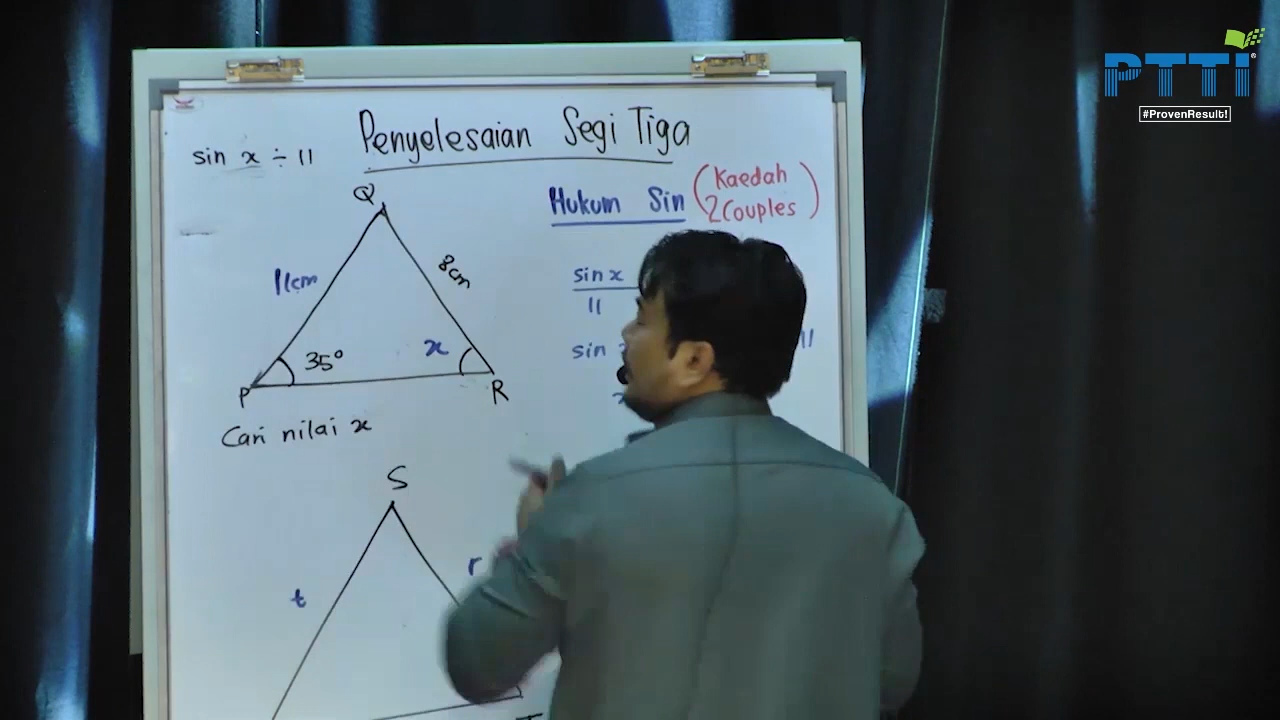 PTTI
#ProvenResult!
Penyelesaian Segi Tiga
sin x ÷ 11
Hukum Sin (Kaedah
2 Couples)
Q
11cm
8cm
35°
x
P
R
sin x
11
sin
11
Cari nilai x
S
t
r